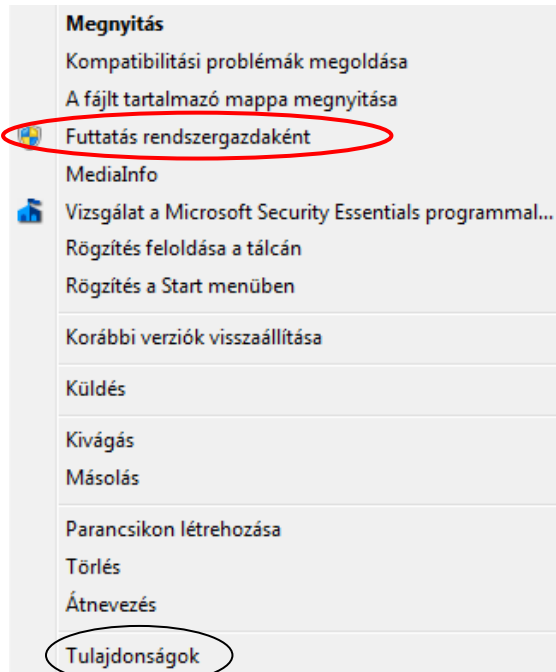 Megnyitás
Kompatibilitási problémák megoldása
A fájlt tartalmazó mappa megnyitása
Futtatás rendszergazdaként
MediaInfo
Vizsgálat a Microsoft Security Essentials programmal...
Rögzítés feloldása a tálcán
Rögzítés a Start menüben
Korábbi verziók visszaállítása
Küldés
Kivágás
Másolás
Parancsikon létrehozása
Törlés
Átnevezés
Tulajdonságok